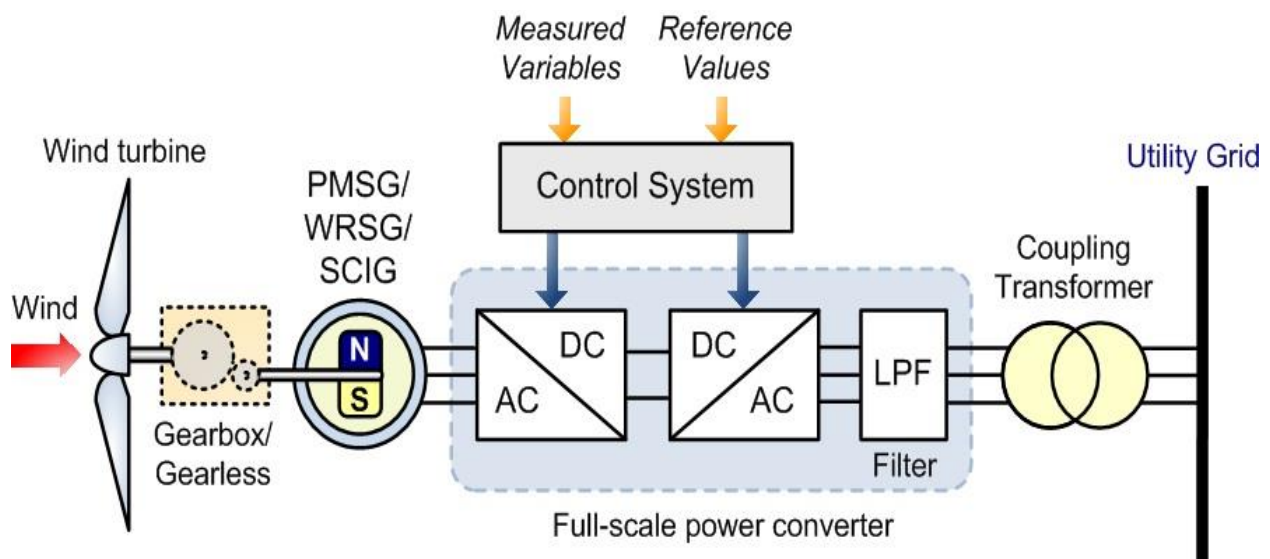 Measured
Variables
Reference
Values
Wind turbine
PMSG/
WRSG/
SCIG
Control System
Utility Grid
Coupling
Transformer
Wind
N
S
DC
AC
DC
AC
LPF
Gearbox/
Gearless
Filter
Full-scale power converter